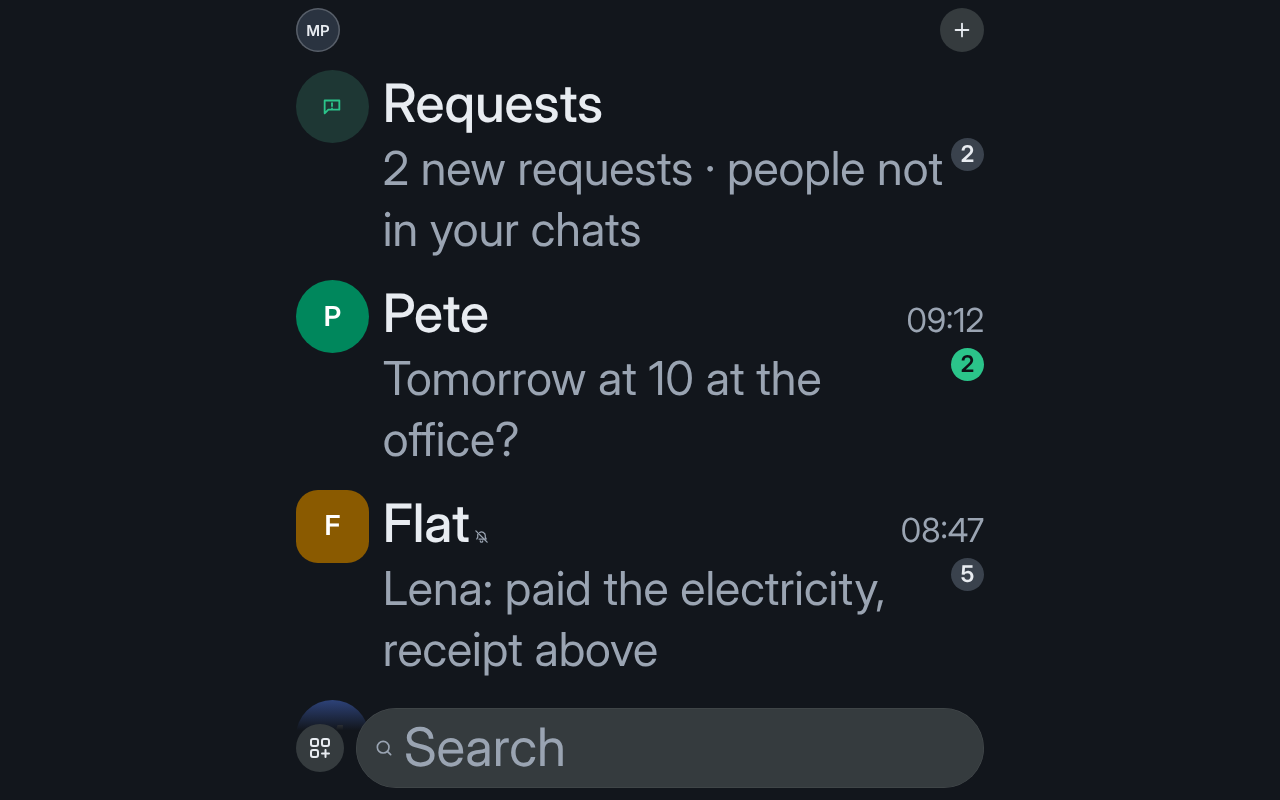 MP
Requests
2 new requests · people not
in your chats
2
P
Pete
09:12
Tomorrow at 10 at the
office?
2
F
Flat
08:47
Lena: paid the electricity,
receipt above
5
Search